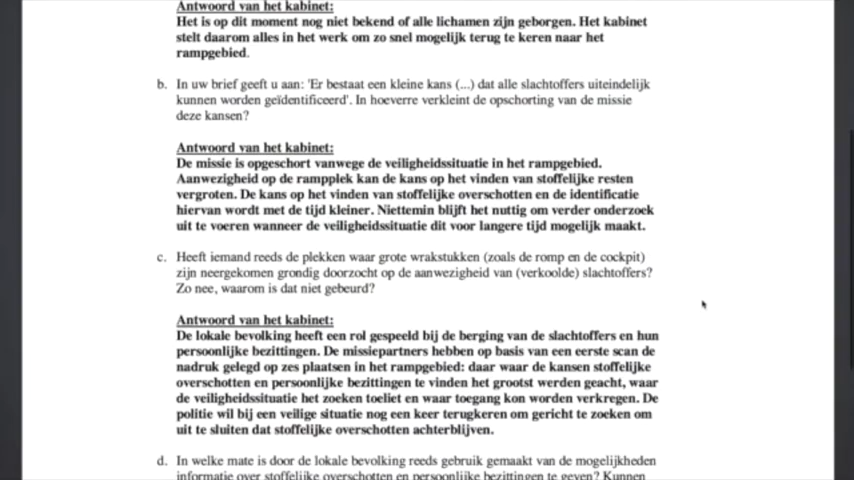 Antwoord van het kabinet:
Het is op dit moment nog niet bekend of alle lichamen zijn geborgen. Het kabinet
stelt daarom alles in het werk om zo snel mogelijk terug te keren naar het
rampgebied.
b. In uw brief geeft u aan: 'Er bestaat een kleine kans (...) dat alle slachtoffers uiteindelijk
kunnen worden geïdentificeerd'. In hoeverre verkleint de opschorting van de missie
deze kansen?
Antwoord van het kabinet:
De missie is opgeschort vanwege de veiligheidssituatie in het rampgebied.
Aanwezigheid op de rampplek kan de kans op het vinden van stoffelijke resten
vergroten. De kans op het vinden van stoffelijke overschotten en de identificatie
hiervan wordt met de tijd kleiner. Niettemin blijft het nuttig om verder onderzoek
uit te voeren wanneer de veiligheidssituatie dit voor langere tijd mogelijk maakt.
c. Heeft iemand reeds de plekken waar grote wrakstukken (zoals de romp en de cockpit)
zijn neergekomen grondig doorzocht op de aanwezigheid van (verkoolde) slachtoffers?
Zo nee, waarom is dat niet gebeurd?
Antwoord van het kabinet:
De lokale bevolking heeft een rol gespeeld bij de berging van de slachtoffers en hun
persoonlijke bezittingen. De missiepartners hebben op basis van een eerste scan de
nadruk gelegd op zes plaatsen in het rampgebied: daar waar de kansen stoffelijke
overschotten en persoonlijke bezittingen te vinden het grootst werden geacht, waar
de veiligheidssituatie het zoeken toeliet en waar toegang kon worden verkregen. De
politie wil bij een veilige situatie nog een keer terugkeren om gericht te zoeken om
uit te sluiten dat stoffelijke overschotten achterblijven.
d. In welke mate is door de lokale bevolking reeds gebruik gemaakt van de mogelijkheden
informatie over stoffelijke overschotten en persoonlijke bezittingen te geven? Kunnen